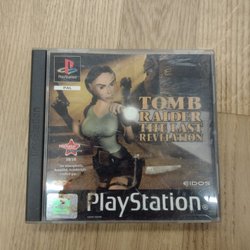 PlayStation
PAL
TOMB
RAIDER
THE LAST
REVELATION
EIDOS
PlayStation